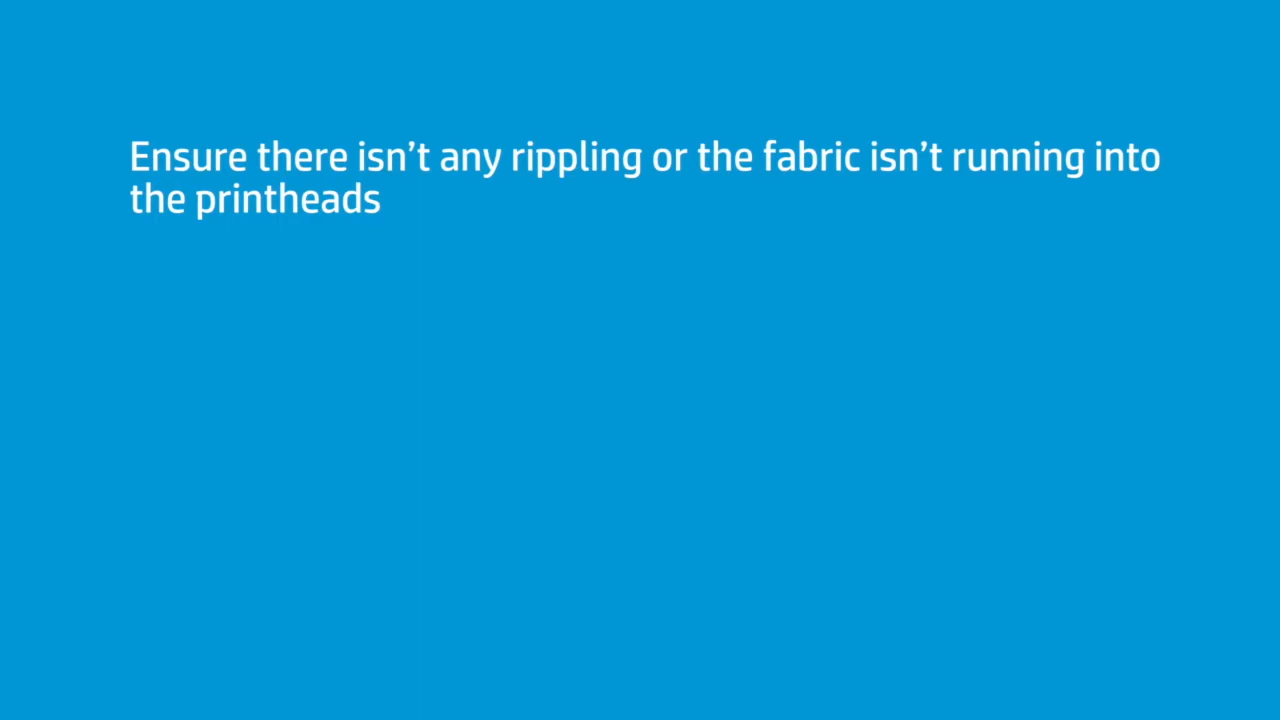 Ensure there isn’t any rippling or the fabric isn’t running into
the printheads